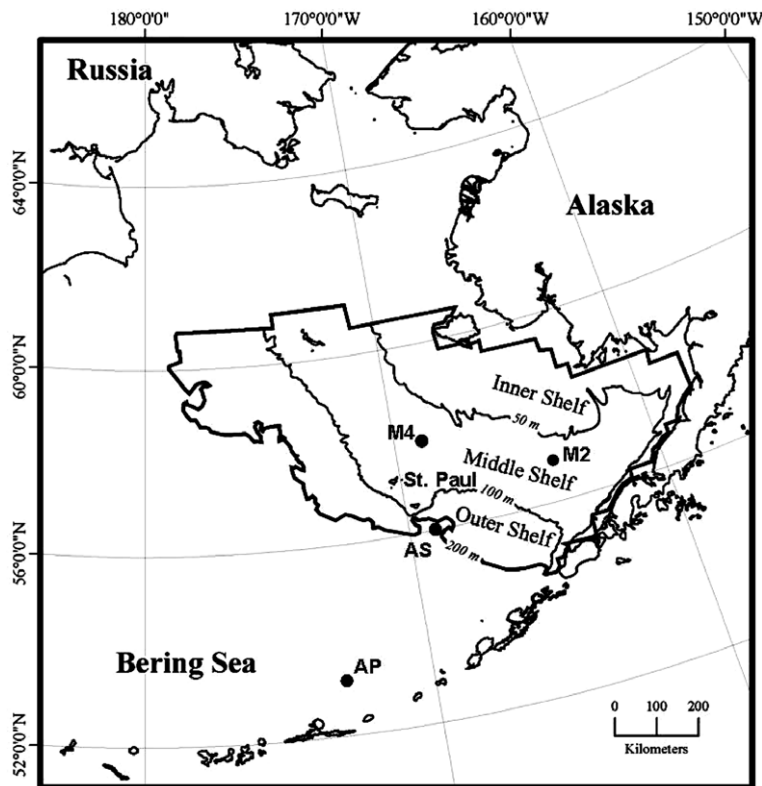 180°0'0"W 170°0'0"W 160°0'0"W 150°0'0"W
Russia
64°0'0"N
Alaska
60°0'0"N
Inner Shelf
50 m
M4
M2
Middle Shelf
St. Paul
100 m
Outer Shelf
AS
200 m
56°0'0"N
Bering Sea
AP
0 100 200
Kilometers
52°0'0"N